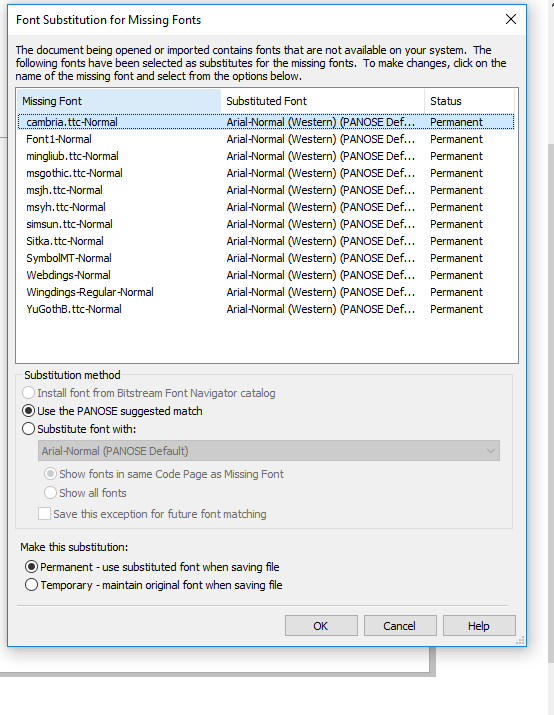 Font Substitution for Missing Fonts
The document being opened or imported contains fonts that are not available on your system. The
following fonts have been selected as substitutes for the missing fonts. To make changes, click on the
name of the missing font and select from the options below.
Missing Font Substituted Font Status
cambria.ttc-Normal Arial-Normal (Western) (PANOSE Def... Permanent
Font1-Normal Arial-Normal (Western) (PANOSE Def... Permanent
mingliub.ttc-Normal Arial-Normal (Western) (PANOSE Def... Permanent
msgothic.ttc-Normal Arial-Normal (Western) (PANOSE Def... Permanent
msjh.ttc-Normal Arial-Normal (Western) (PANOSE Def... Permanent
msyh.ttc-Normal Arial-Normal (Western) (PANOSE Def... Permanent
simsun.ttc-Normal Arial-Normal (Western) (PANOSE Def... Permanent
Sitka.ttc-Normal Arial-Normal (Western) (PANOSE Def... Permanent
SymbolMT-Normal Arial-Normal (Western) (PANOSE Def... Permanent
Webdings-Normal Arial-Normal (Western) (PANOSE Def... Permanent
Wingdings-Regular-Normal Arial-Normal (Western) (PANOSE Def... Permanent
YuGothB.ttc-Normal Arial-Normal (Western) (PANOSE Def... Permanent
Substitution method
Install font from Bitstream Font Navigator catalog
Use the PANOSE suggested match
Substitute font with:
Arial-Normal (PANOSE Default)
Show fonts in same Code Page as Missing Font
Show all fonts
Save this exception for future font matching
Make this substitution:
Permanent - use substituted font when saving file
Temporary - maintain original font when saving file
OK Cancel Help